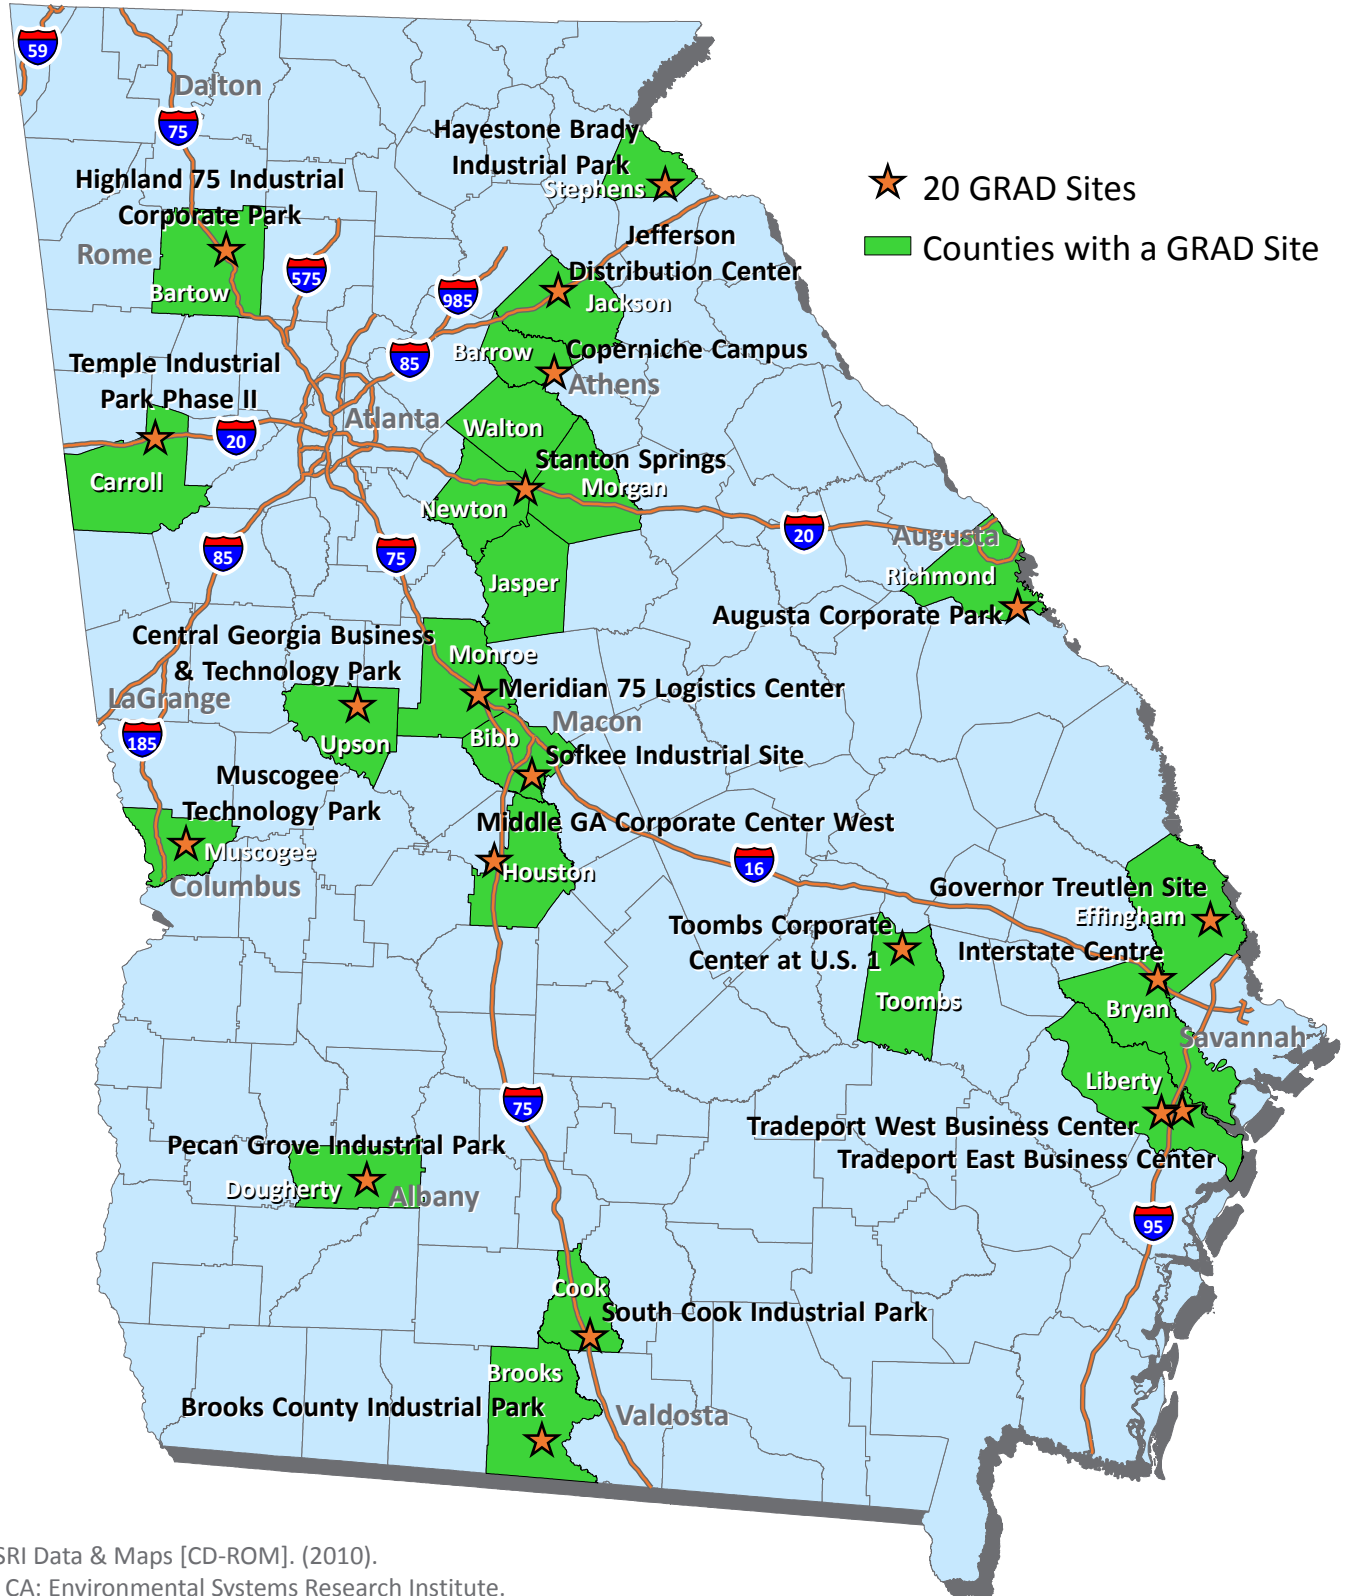 59
Dalton
75
Hayestone Brady
Industrial Park
Stephens
20 GRAD Sites
Counties with a GRAD Site
Highland 75 Industrial
Corporate Park
Rome
Bartow
575
985
Jefferson
Distribution Center
Jackson
85
Barrow
Coperniche Campus
Athens
Temple Industrial
Park Phase II
20
Carroll
Atlanta
Walton
Stanton Springs
Morgan
Newton
20
Augusta
Richmond
Augusta Corporate Park
85
75
Jasper
Central Georgia Business
& Technology Park
Monroe
Meridian 75 Logistics Center
LaGrange
185
Upson
Bibb
Macon
Sofkee Industrial Site
Muscogee
Technology Park
Muscogee
Columbus
Middle GA Corporate Center West
Houston
16
Governor Treutlen Site
Effingham
Toombs Corporate
Center at U.S. 1
Toombs
Interstate Centre
Bryan
Savannah
Liberty
Tradeport West Business Center
Tradeport East Business Center
75
Pecan Grove Industrial Park
Dougherty
Albany
95
Cook
South Cook Industrial Park
Brooks
Brooks County Industrial Park
Valdosta
SRI Data & Maps [CD-ROM]. (2010).
CA: Environmental Systems Research Institute.